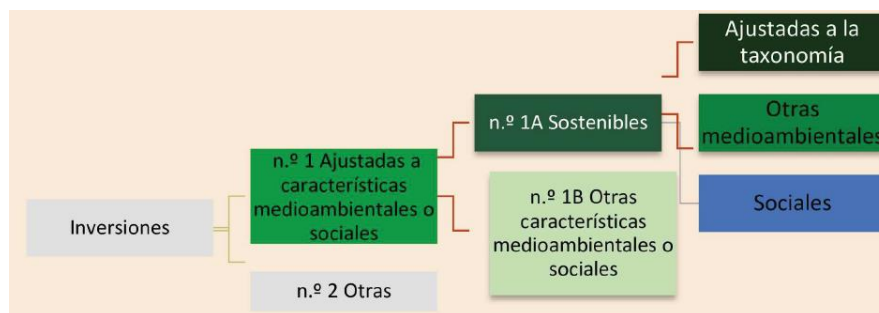 Inversiones
n.º 1 Ajustadas a
características
medioambientales o
sociales
n.º 2 Otras
n.º 1A Sostenibles
n.º 1B Otras
características
medioambientales o
sociales
Ajustadas a la
taxonomía
Otras
medioambientales
Sociales